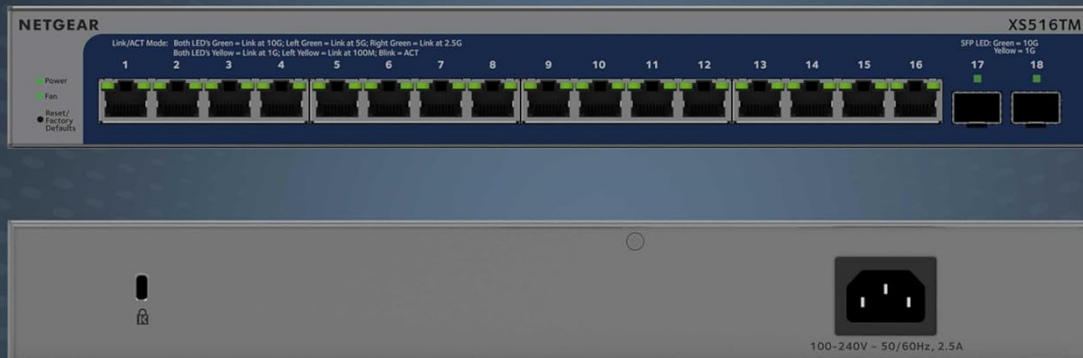 NETGEAR
XS516TM
Link/ACT Mode: Both LED's Green = Link at 10G; Left Green = Link at 5G; Right Green = Link at 2.5G
Both LED's Yellow = Link at 1G; Left Yellow = Link at 100M; Blink = ACT
SFP LED: Green = 10G
Yellow = 1G
1 2 3 4 5 6 7 8 9 10 11 12 13 14 15 16 17 18
Power
Fan
Reset/
Factory
Defaults
K
100-240V ~ 50/60Hz, 2.5A